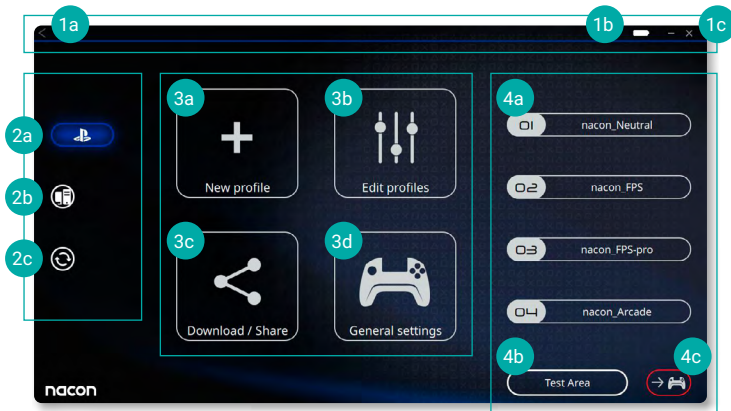 1a
1b
1c
2a
2b
2c
3a
New profile
3b
Edit profiles
3c
Download / Share
3d
General settings
4a
01 nacon_Neutral
02 nacon_FPS
03 nacon_FPS-pro
04 nacon_Arcade
4b
Test Area
4c
nacon